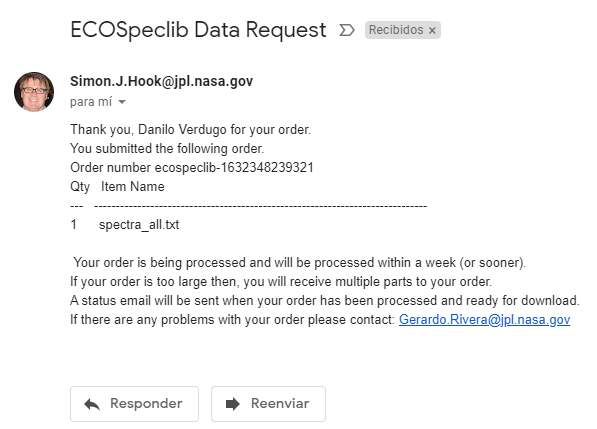 ECOSpeclib Data Request Recibidos ×
Simon.J.Hook@jpl.nasa.gov
para mí
Thank you, Danilo Verdugo for your order.
You submitted the following order.
Order number ecospeclib-1632348239321
Qty Item Name
--- -----------------------------------------------------------------------------
1 spectra_all.txt
Your order is being processed and will be processed within a week (or sooner).
If your order is too large then, you will receive multiple parts to your order.
A status email will be sent when your order has been processed and ready for download.
If there are any problems with your order please contact: Gerardo.Rivera@jpl.nasa.gov
Responder Reenviar